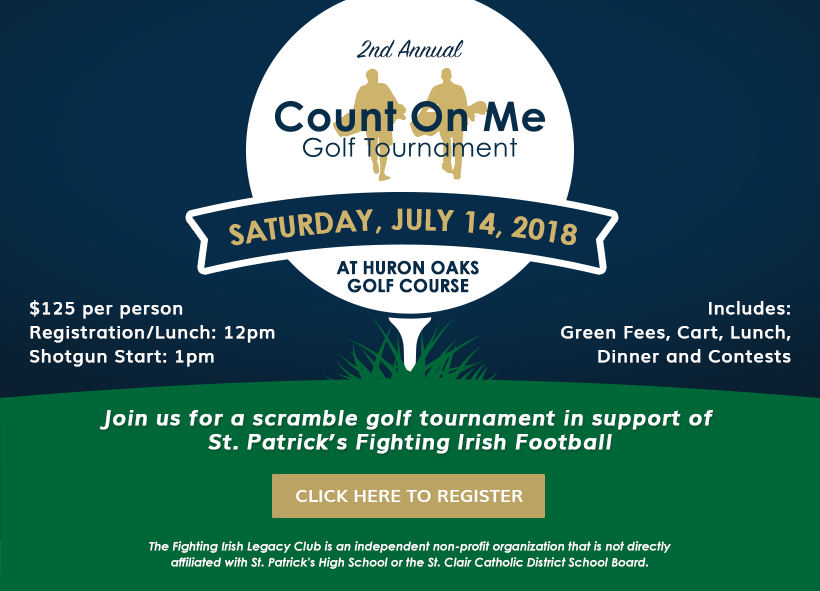 2nd Annual
Count On Me
Golf Tournament
SATURDAY, JULY 14, 2018
AT HURON OAKS
GOLF COURSE
$125 per person
Registration/Lunch: 12pm
Shotgun Start: 1pm
Includes:
Green Fees, Cart, Lunch,
Dinner and Contests
Join us for a scramble golf tournament in support of
St. Patrick's Fighting Irish Football
CLICK HERE TO REGISTER
The Fighting Irish Legacy Club is an independent non-profit organization that is not directly
affiliated with St. Patrick's High School or the St. Clair Catholic District School Board.